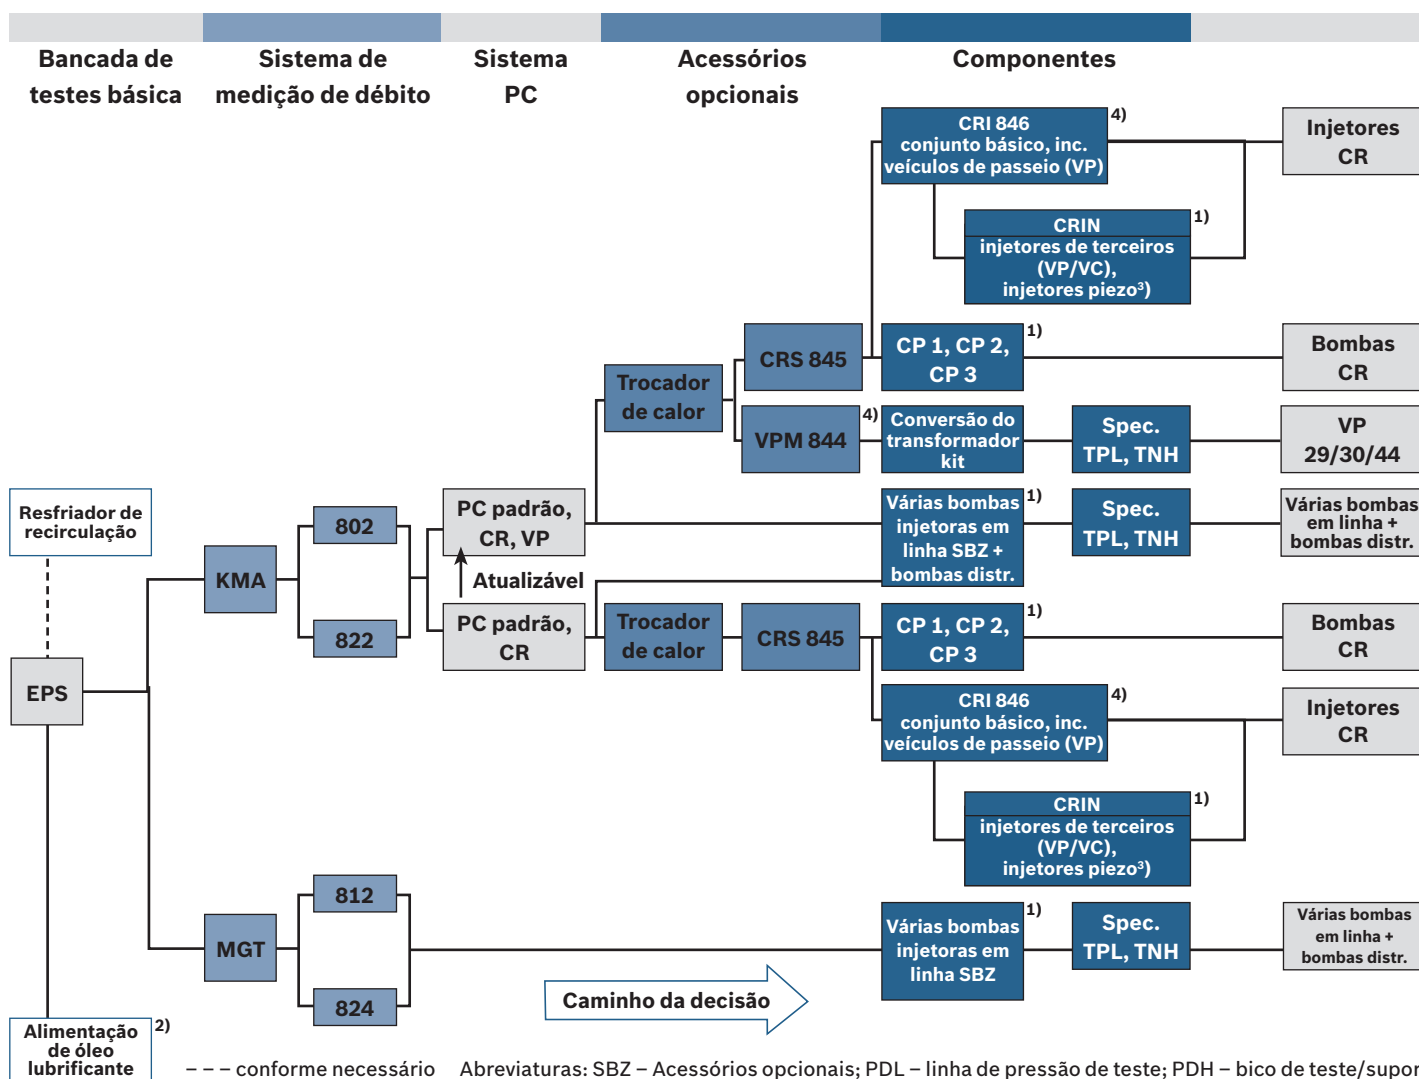 Bancada de
testes básica
Sistema de
medição de débito
Sistema
PC
Acessórios
opcionais
Componentes
CRI 846
conjunto básico, inc.
veículos de passeio (VP)
4)
Injetores
CR
CRIN
injetores de terceiros
(VP/VC),
injetores piezo³)
1)
CRS 845
CP 1, CP 2,
CP 3
1)
Bombas
CR
Trocador
de calor
VPM 844
4)
Conversão do
transformador
kit
Spec.
TPL, TNH
VP
29/30/44
Resfriador de
recirculação
802
PC padrão,
CR, VP
Várias bombas
injetoras em
linha SBZ +
bombas distr.
1)
Spec.
TPL, TNH
Várias bombas
em linha +
bombas distr.
KMA
Atualizável
822
PC padrão,
CR
Trocador
de calor
CRS 845
CP 1, CP 2,
CP 3
1)
Bombas
CR
EPS
CRI 846
conjunto básico, inc.
veículos de passeio (VP)
4)
Injetores
CR
CRIN
injetores de terceiros
(VP/VC),
injetores piezo³)
1)
812
MGT
824
Várias bombas
injetoras em
linha SBZ
1)
Spec.
TPL, TNH
Várias bombas
em linha +
bombas distr.
Caminho da decisão
Alimentação
de óleo
lubrificante
2)
– – – conforme necessário Abreviaturas: SBZ – Acessórios opcionais; PDL – linha de pressão de teste; PDH – bico de teste/supor